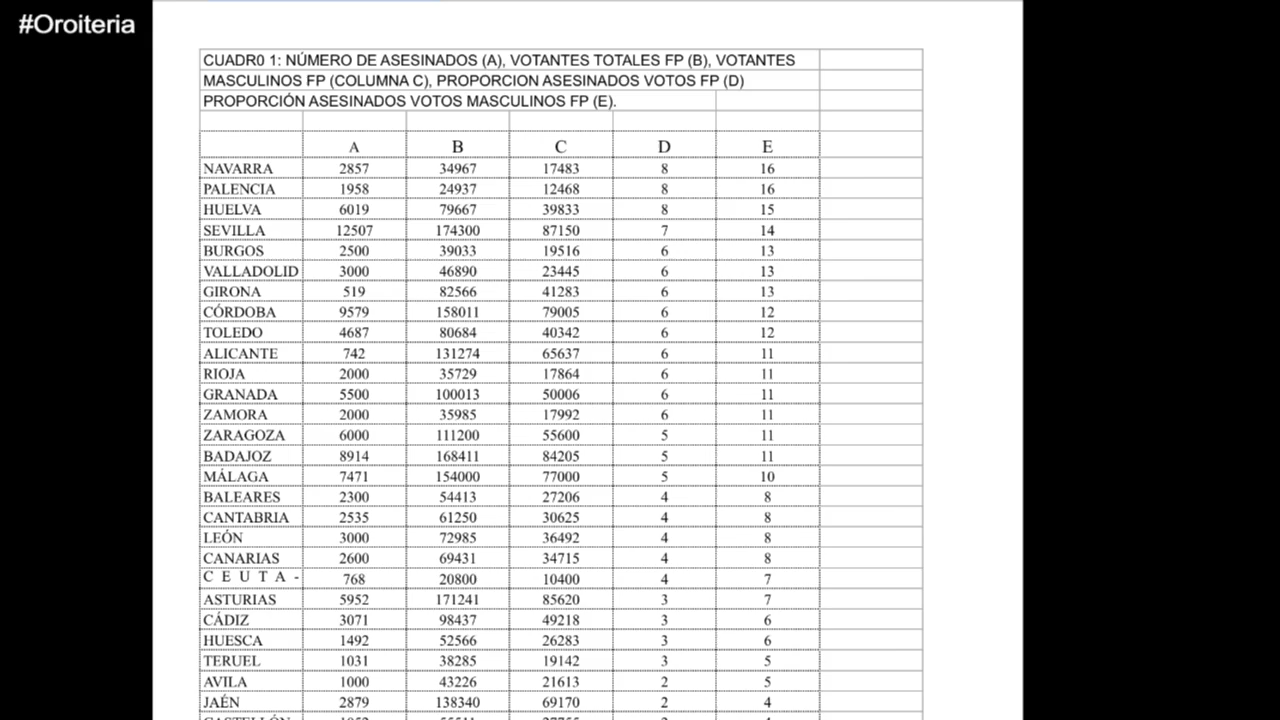 #Oroiteria
CUADR0 1: NÚMERO DE ASESINADOS (A), VOTANTES TOTALES FP (B), VOTANTES
MASCULINOS FP (COLUMNA C), PROPORCION ASESINADOS VOTOS FP (D)
PROPORCIÓN ASESINADOS VOTOS MASCULINOS FP (E).
A B C D E
NAVARRA 2857 34967 17483 8 16
PALENCIA 1958 24937 12468 8 16
HUELVA 6019 79667 39833 8 15
SEVILLA 12507 174300 87150 7 14
BURGOS 2500 39033 19516 6 13
VALLADOLID 3000 46890 23445 6 13
GIRONA 519 82566 41283 6 13
CÓRDOBA 9579 158011 79005 6 12
TOLEDO 4687 80684 40342 6 12
ALICANTE 742 131274 65637 6 11
RIOJA 2000 35729 17864 6 11
GRANADA 5500 100013 50006 6 11
ZAMORA 2000 35985 17992 6 11
ZARAGOZA 6000 111200 55600 5 11
BADAJOZ 8914 168411 84205 5 11
MÁLAGA 7471 154000 77000 5 10
BALEARES 2300 54413 27206 4 8
CANTABRIA 2535 61250 30625 4 8
LEÓN 3000 72985 36492 4 8
CANARIAS 2600 69431 34715 4 8
CEUTA- 768 20800 10400 4 7
ASTURIAS 5952 171241 85620 3 7
CÁDIZ 3071 98437 49218 3 6
HUESCA 1492 52566 26283 3 6
TERUEL 1031 38285 19142 3 5
AVILA 1000 43226 21613 2 5
JAÉN 2879 138340 69170 2 4